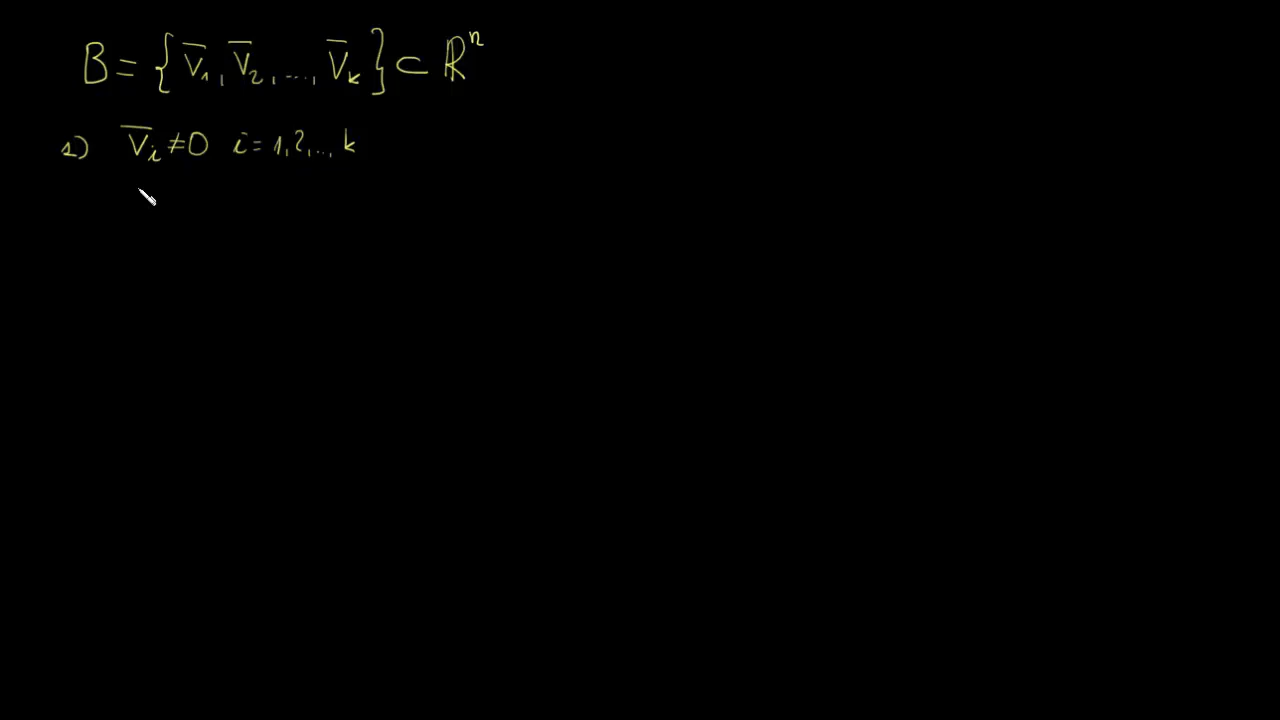 B = {v̅₁, v̅₂, ..., v̅ₖ} ⊂ ℝⁿ
1) v̅ᵢ ≠ 0 i = 1, 2, ..., k